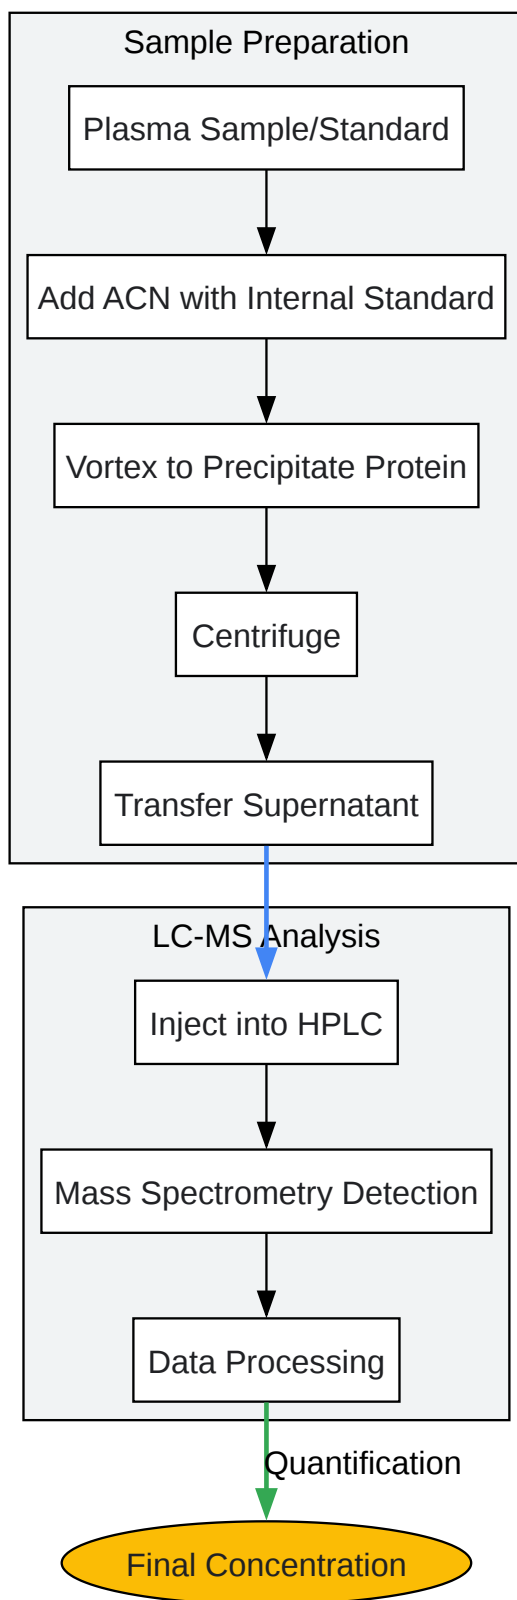 Sample Preparation
Plasma Sample/Standard
Add ACN with Internal Standard
Vortex to Precipitate Protein
Centrifuge
Transfer Supernatant
LC-MS Analysis
Inject into HPLC
Mass Spectrometry Detection
Data Processing
Quantification
Final Concentration